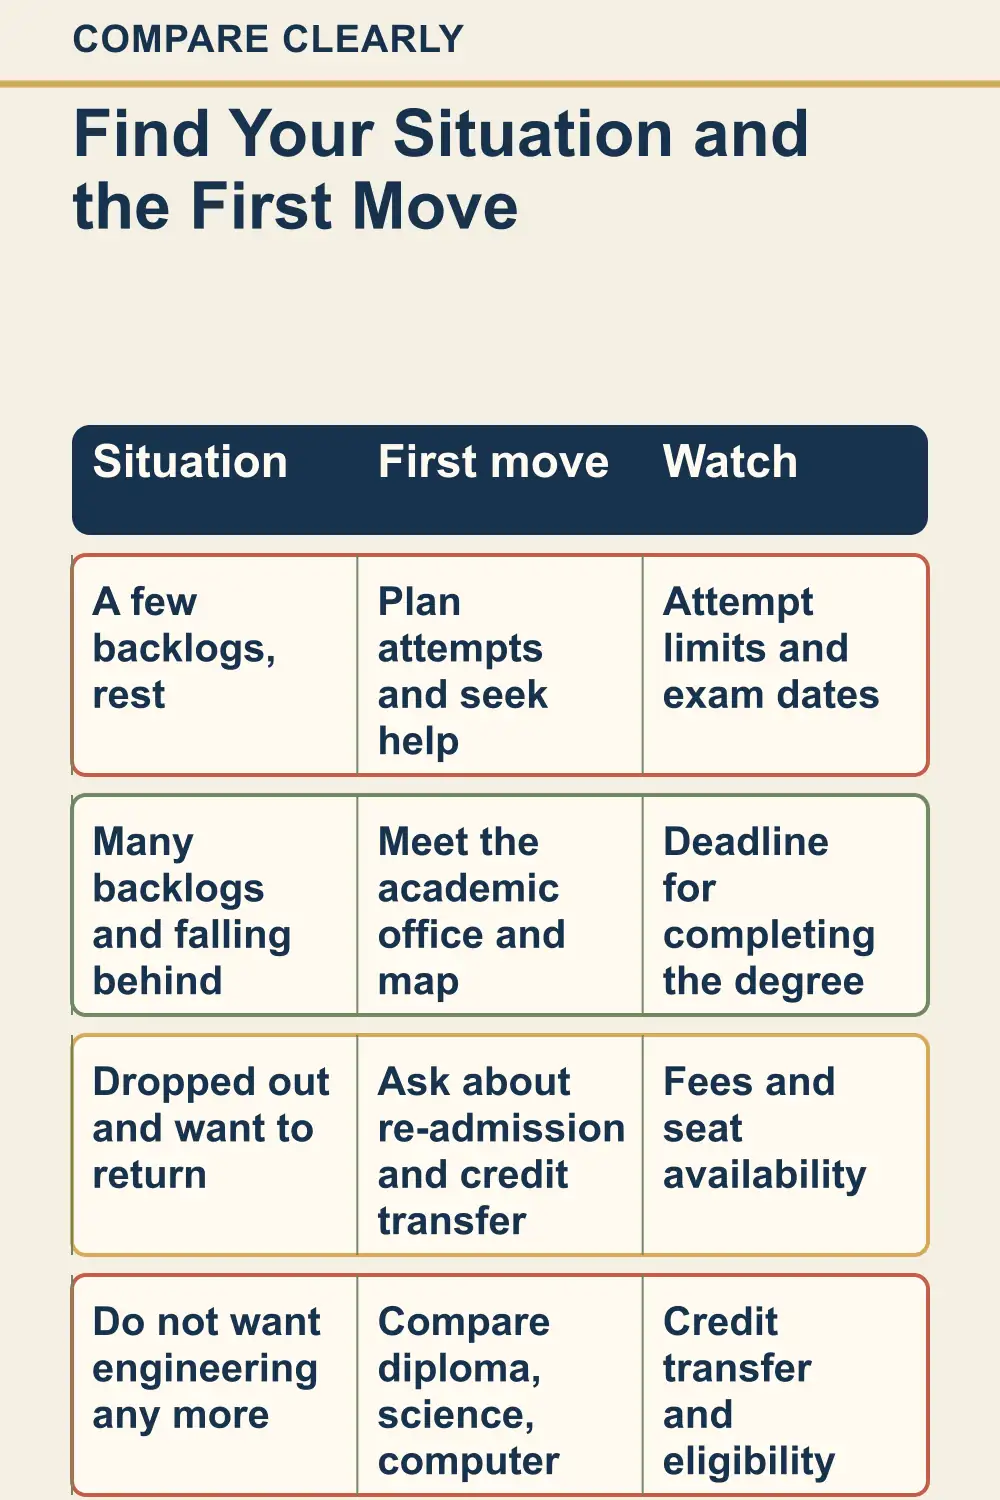 COMPARE CLEARLY
Find Your Situation and
the First Move
Situation
First move
Watch
A few
backlogs,
rest
Plan
attempts
and seek
help
Attempt
limits and
exam dates
Many
backlogs
and falling
behind
Meet the
academic
office and
map
Deadline
for
completing
the degree
Dropped out
and want to
return
Ask about
re-admission
and credit
transfer
Fees and
seat
availability
Do not want
engineering
any more
Compare
diploma,
science,
computer
Credit
transfer
and
eligibility